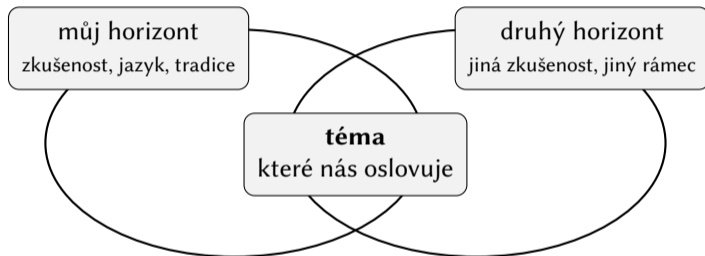 můj horizont
zkušenost, jazyk, tradice
druhý horizont
jiná zkušenost, jiný rámec
téma
které nás oslovuje